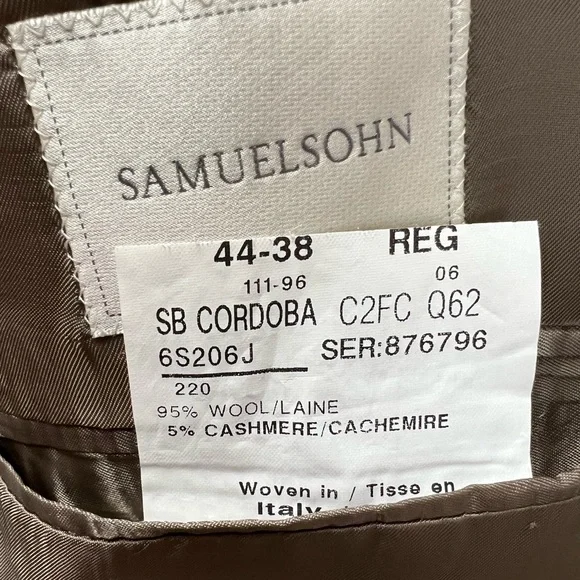 SAMUELSOHN
44-38 REG
111-96 06
SB CORDOBA C2FC Q62
6S206J SER:876796
220
95% WOOL/LAINE
5% CASHMERE/CACHEMIRE
Woven in / Tisse en
Italy